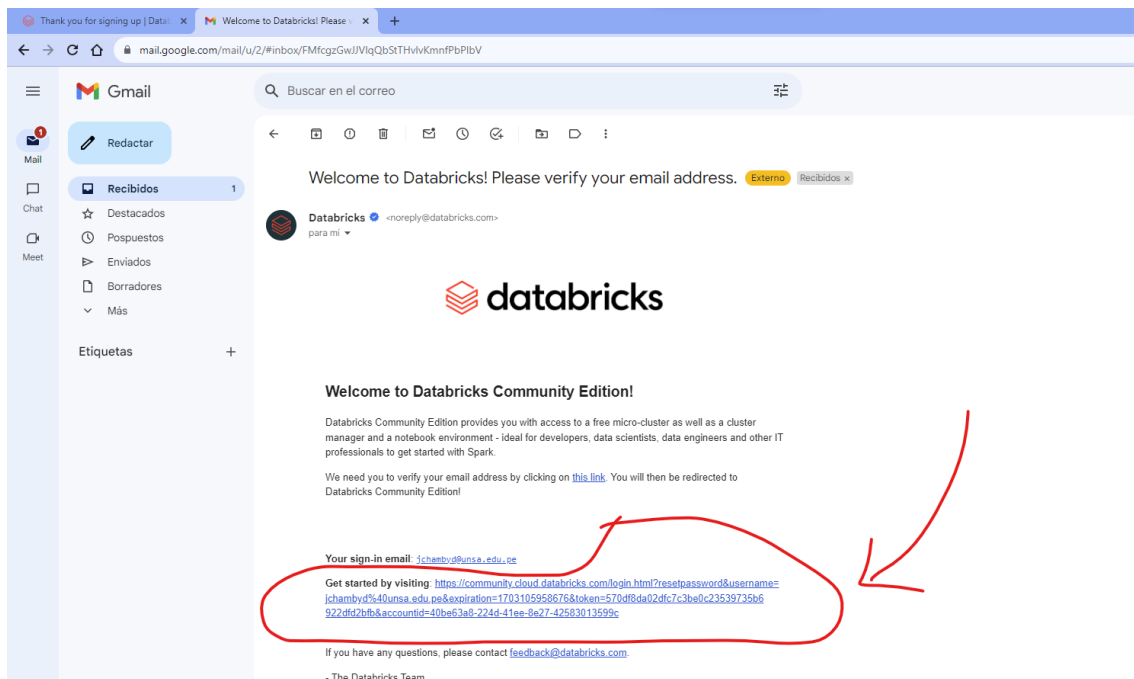 Thank you for signing up | Datab
Welcome to Databricks! Please v
mail.google.com/mail/u/2/#inbox/FMfcgzGwJJVlqQbStTHvlvKmnfPbPlbV
Gmail
Buscar en el correo
1
Mail
Redactar
Recibidos 1
Chat
Destacados
Pospuestos
Meet
Enviados
Borradores
Más
Etiquetas
Welcome to Databricks! Please verify your email address. Externo Recibidos x
Databricks <noreply@databricks.com>
para mí
databricks
Welcome to Databricks Community Edition!
Databricks Community Edition provides you with access to a free micro-cluster as well as a cluster
manager and a notebook environment - ideal for developers, data scientists, data engineers and other IT
professionals to get started with Spark.
We need you to verify your email address by clicking on this link. You will then be redirected to
Databricks Community Edition!
Your sign-in email: jchambyd@unsa.edu.pe
Get started by visiting: https://community.cloud.databricks.com/login.html?resetpassword&username=
jchambyd%40unsa.edu.pe&expiration=1703105958676&token=570df8da02dfc7c3be0c23539735b6
922dfd2bfb&accountid=40be63a8-224d-41ee-8e27-42583013599c
If you have any questions, please contact feedback@databricks.com.
- The Databricks Team